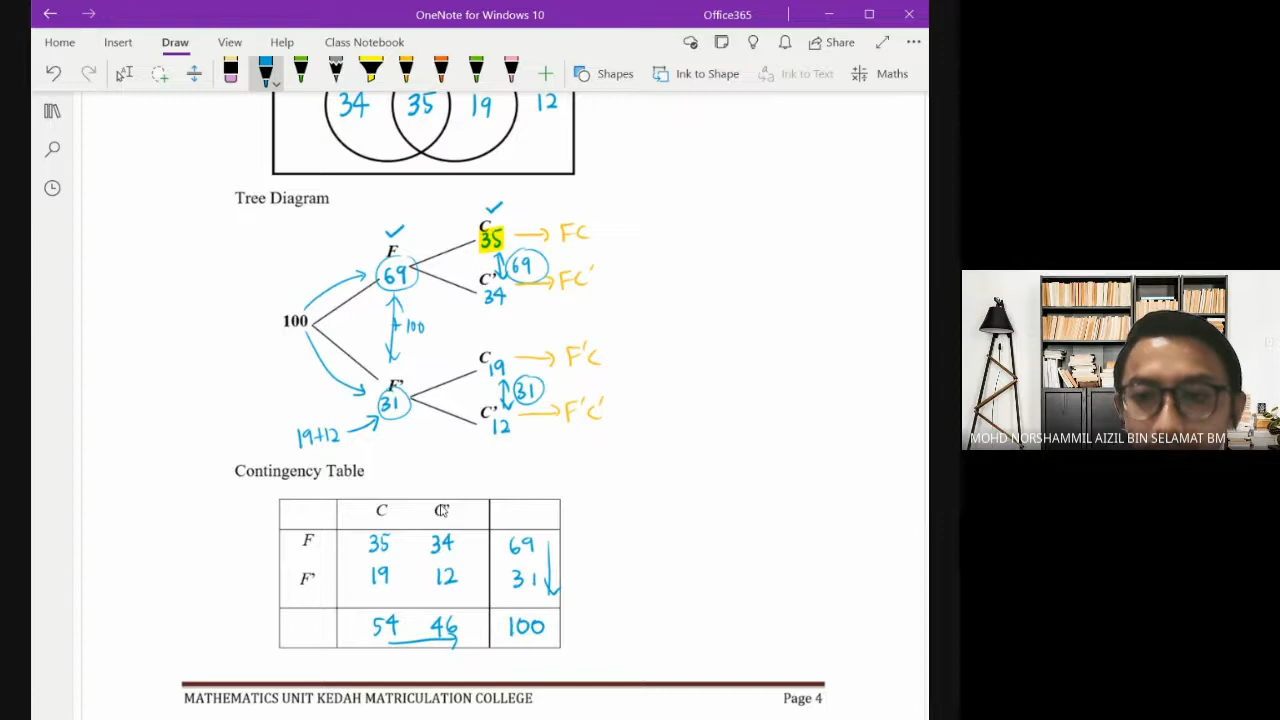 OneNote for Windows 10
Office365
Home Insert Draw View Help Class Notebook
Share
Shapes
Ink to Shape
Ink to Text
Maths
34 35 19 12
Tree Diagram
C
35 → FC
F
69
69
C'
34 → FC'
100
100
C
19 → F'C
F'
31
31
C'
12 → F'C'
19+12
Contingency Table
C C'
F 35 34 69
F' 19 12 31
54 46 100
MATHEMATICS UNIT KEDAH MATRICULATION COLLEGE
Page 4
MOHD NORSHAMMIL AIZIL BIN SELAMAT BM